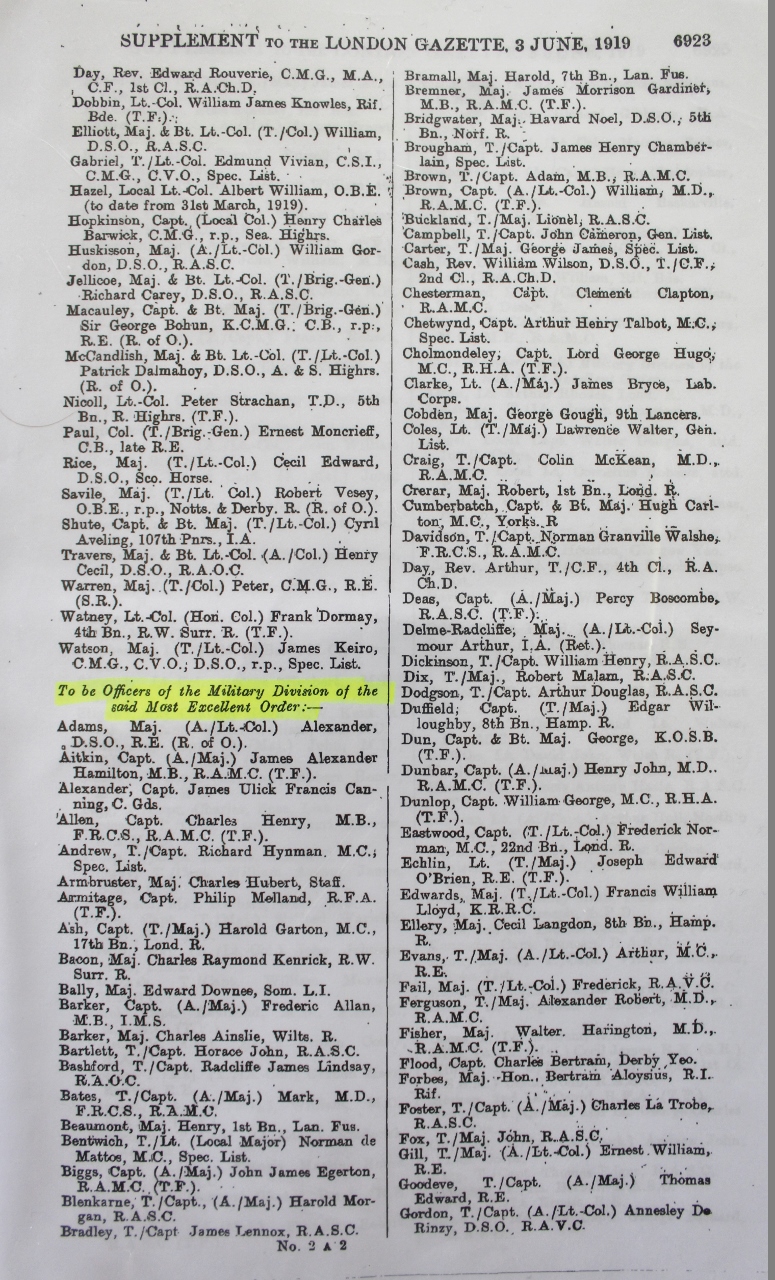 SUPPLEMENT TO THE LONDON GAZETTE, 3 JUNE, 1919
6923
Day, Rev. Edward Rouverie, C.M.G., M.A.,
C.F., 1st Cl., R.A.Ch.D.
Dobbin, Lt.-Col. William James Knowles, Rif.
Bde. (T.F.).
Elliott, Maj. & Bt. Lt.-Col. (T./Col.) William,
D.S.O., R.A.S.C.
Gabriel, T./Lt.-Col. Edmund Vivian, C.S.I.,
C.M.G., C.V.O., Spec. List.
Hazel, Local Lt.-Col. Albert William, O.B.E.
(to date from 31st March, 1919).
Hopkinson, Capt. (Local Col.) Henry Charles
Barwick, C.M.G., r.p., Sea. Highrs.
Huskisson, Maj. (A./Lt.-Col.) William Gor-
don, D.S.O., R.A.S.C.
Jellicoe, Maj. & Bt. Lt.-Col. (T./Brig.-Gen.)
Richard Carey, D.S.O., R.A.S.C.
Macauley, Capt. & Bt. Maj. (T./Brig.-Gen.)
Sir George Bohun, K.C.M.G., C.B., r.p.,
R.E. (R. of O.).
McCandlish, Maj. & Bt. Lt.-Col. (T./Lt.-Col.)
Patrick Dalmahoy, D.S.O., A. & S. Highrs.
(R. of O.).
Nicoll, Lt.-Col. Peter Strachan, T.D., 5th
Bn., R. Highrs. (T.F.).
Paul, Col. (T./Brig.-Gen.) Ernest Moncrieff,
C.B., late R.E.
Rice, Maj. (T./Lt.-Col.) Cecil Edward,
D.S.O., Sco. Horse.
Savile, Maj. (T./Lt. Col.) Robert Vesey,
O.B.E., r.p., Notts. & Derby. R. (R. of O.).
Shute, Capt. & Bt. Maj. (T./Lt.-Col.) Cyril
Aveling, 107th Pnrs., I.A.
Travers, Maj. & Bt. Lt.-Col. (A./Col.) Henry
Cecil, D.S.O., R.A.O.C.
Warren, Maj. (T./Col.) Peter, C.M.G., R.E.
(S.R.).
Watney, Lt.-Col. (Hon. Col.) Frank Dormay,
4th Bn., R.W. Surr. R. (T.F.).
Watson, Maj. (T./Lt.-Col.) James Keiro,
C.M.G., C.V.O., D.S.O., r.p., Spec. List.
To be Officers of the Military Division of the
said Most Excellent Order:—
Adams, Maj. (A./Lt.-Col.) Alexander,
D.S.O., R.E. (R. of O.).
Aitkin, Capt. (A./Maj.) James Alexander
Hamilton, M.B., R.A.M.C. (T.F.).
Alexander, Capt. James Ulick Francis Can-
ning, C. Gds.
Allen, Capt. Charles Henry, M.B.,
F.R.C.S., R.A.M.C. (T.F.).
Andrew, T./Capt. Richard Hynman, M.C.,
Spec. List.
Armbruster, Maj. Charles Hubert, Staff.
Armitage, Capt. Philip Melland, R.F.A.
(T.F.).
Ash, Capt. (T./Maj.) Harold Garton, M.C.,
17th Bn., Lond. R.
Bacon, Maj. Charles Raymond Kenrick, R.W.
Surr. R.
Bally, Maj. Edward Downee, Som. L.I.
Barker, Capt. (A./Maj.) Frederic Allan,
M.B., I.M.S.
Barker, Maj. Charles Ainslie, Wilts. R.
Bartlett, T./Capt. Horace John, R.A.S.C.
Bashford, T./Capt. Radcliffe James Lindsay,
R.A.O.C.
Bates, T./Capt. (A./Maj.) Mark, M.D.,
F.R.C.S., R.A.M.C.
Beaumont, Maj. Henry, 1st Bn., Lan. Fus.
Bentwich, T./Lt. (Local Major) Norman de
Mattos, M.C., Spec. List.
Biggs, Capt. (A./Maj.) John James Egerton,
R.A.M.C. (T.F.).
Blenkarne, T./Capt., (A./Maj.) Harold Mor-
gan, R.A.S.C.
Bradley, T./Capt James Lennox, R.A.S.C.
No. 2 A 2
Bramall, Maj. Harold, 7th Bn., Lan. Fus.
Bremner, Maj. James Morrison Gardiner,
M.B., R.A.M.C. (T.F.).
Bridgwater, Maj. Havard Noel, D.S.O., 5th
Bn., Norf. R.
Brougham, T./Capt. James Henry Chamber-
lain, Spec. List.
Brown, T./Capt. Adam, M.B., R.A.M.C.
Brown, Capt. (A./Lt.-Col.) William, M.D.,
R.A.M.C. (T.F.).
Buckland, T./Maj. Lionel, R.A.S.C.
Campbell, T./Capt. John Cameron, Gen. List.
Carter, T./Maj. George James, Spec. List.
Cash, Rev. William Wilson, D.S.O., T./C.F.,
2nd Cl., R.A.Ch.D.
Chesterman, Capt. Clement Clapton,
R.A.M.C.
Chetwynd, Capt. Arthur Henry Talbot, M.C.,
Spec. List.
Cholmondeley, Capt. Lord George Hugo,
M.C., R.H.A. (T.F.).
Clarke, Lt. (A./Maj.) James Bryce, Lab.
Corps.
Cobden, Maj. George Gough, 9th Lancers.
Coles, Lt. (T./Maj.) Lawrence Walter, Gen.
List.
Craig, T./Capt. Colin McKean, M.D.,
R.A.M.C.
Crerar, Maj. Robert, 1st Bn., Lond. R.
Cumberbatch, Capt. & Bt. Maj. Hugh Carl-
ton, M.C., Yorks. R
Davidson, T./Capt. Norman Granville Walshe,
F.R.C.S., R.A.M.C.
Day, Rev. Arthur, T./C.F., 4th Cl., R.A.
Ch.D.
Deas, Capt. (A./Maj.) Percy Boscombe,
R.A.S.C. (T.F.).
Delme-Radcliffe, Maj. (A./Lt.-Col.) Sey-
mour Arthur, I.A. (Ret.).
Dickinson, T./Capt. William Henry, R.A.S.C.
Dix, T./Maj., Robert Malam, R.A.S.C.
Dodgson, T./Capt. Arthur Douglas, R.A.S.C.
Duffield, Capt. (T./Maj.) Edgar Wil-
loughby, 8th Bn., Hamp. R.
Dun, Capt. & Bt. Maj. George, K.O.S.B.
(T.F.).
Dunbar, Capt. (A./Maj.) Henry John, M.D.,
R.A.M.C. (T.F.).
Dunlop, Capt. William George, M.C., R.H.A.
(T.F.).
Eastwood, Capt. (T./Lt.-Col.) Frederick Nor-
man, M.C., 22nd Bn., Lond. R.
Echlin, Lt. (T./Maj.) Joseph Edward
O'Brien, R.E. (T.F.).
Edwards, Maj. (T./Lt.-Col.) Francis William
Lloyd, K.R.R.C.
Ellery, Maj. Cecil Langdon, 8th Bn., Hamp.
R.
Evans, T./Maj. (A./Lt.-Col.) Arthur, M.C.,
R.E.
Fail, Maj. (T./Lt.-Col.) Frederick, R.A.V.C.
Ferguson, T./Maj. Alexander Robert, M.D.,
R.A.M.C.
Fisher, Maj. Walter Harington, M.D.,
R.A.M.C. (T.F.).
Flood, Capt. Charles Bertram, Derby Yeo.
Forbes, Maj. Hon. Bertram Aloysius, R.I.
Rif.
Foster, T./Capt. (A./Maj.) Charles La Trobe,
R.A.S.C.
Fox, T./Maj. John, R.A.S.C.
Gill, T./Maj. (A./Lt.-Col.) Ernest William,
R.E.
Goodeve, T./Capt. (A./Maj.) Thomas
Edward, R.E.
Gordon, T./Capt. (A./Lt.-Col.) Annesley De
Rinzy, D.S.O., R.A.V.C.